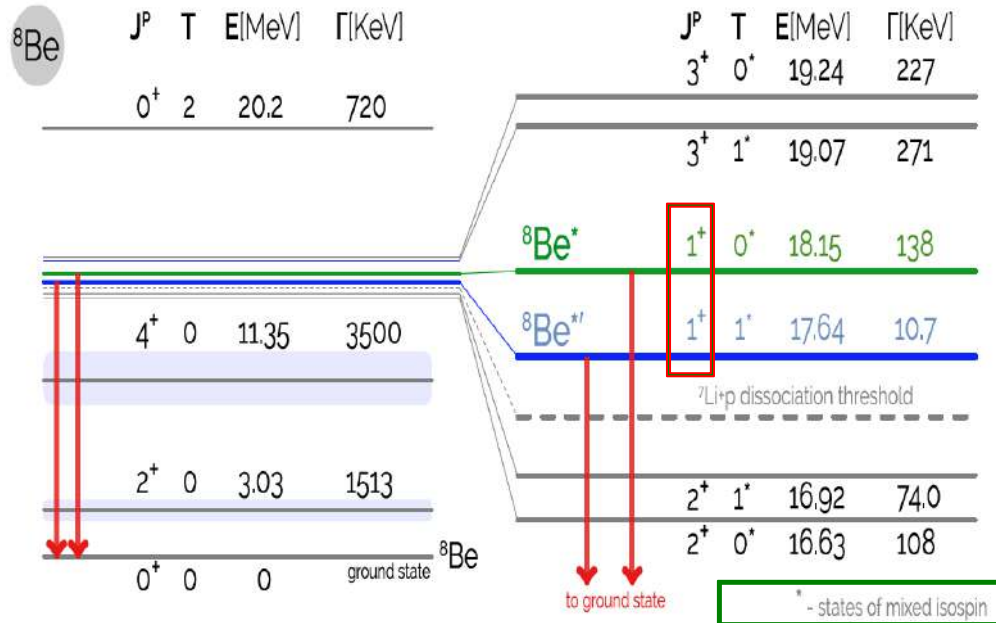 ⁸Be
Jᴾ T E[MeV] Γ[KeV]
0⁺ 2 20.2 720
4⁺ 0 11.35 3500
2⁺ 0 3.03 1513
⁸Be
ground state
0⁺ 0 0
Jᴾ T E[MeV] Γ[KeV]
3⁺ 0* 19.24 227
3⁺ 1* 19.07 271
⁸Be* 1⁺ 0* 18.15 138
⁸Be*' 1⁺ 1* 17.64 10.7
⁷Li+p dissociation threshold
2⁺ 1* 16.92 74.0
2⁺ 0* 16.63 108
to ground state
* - states of mixed isospin